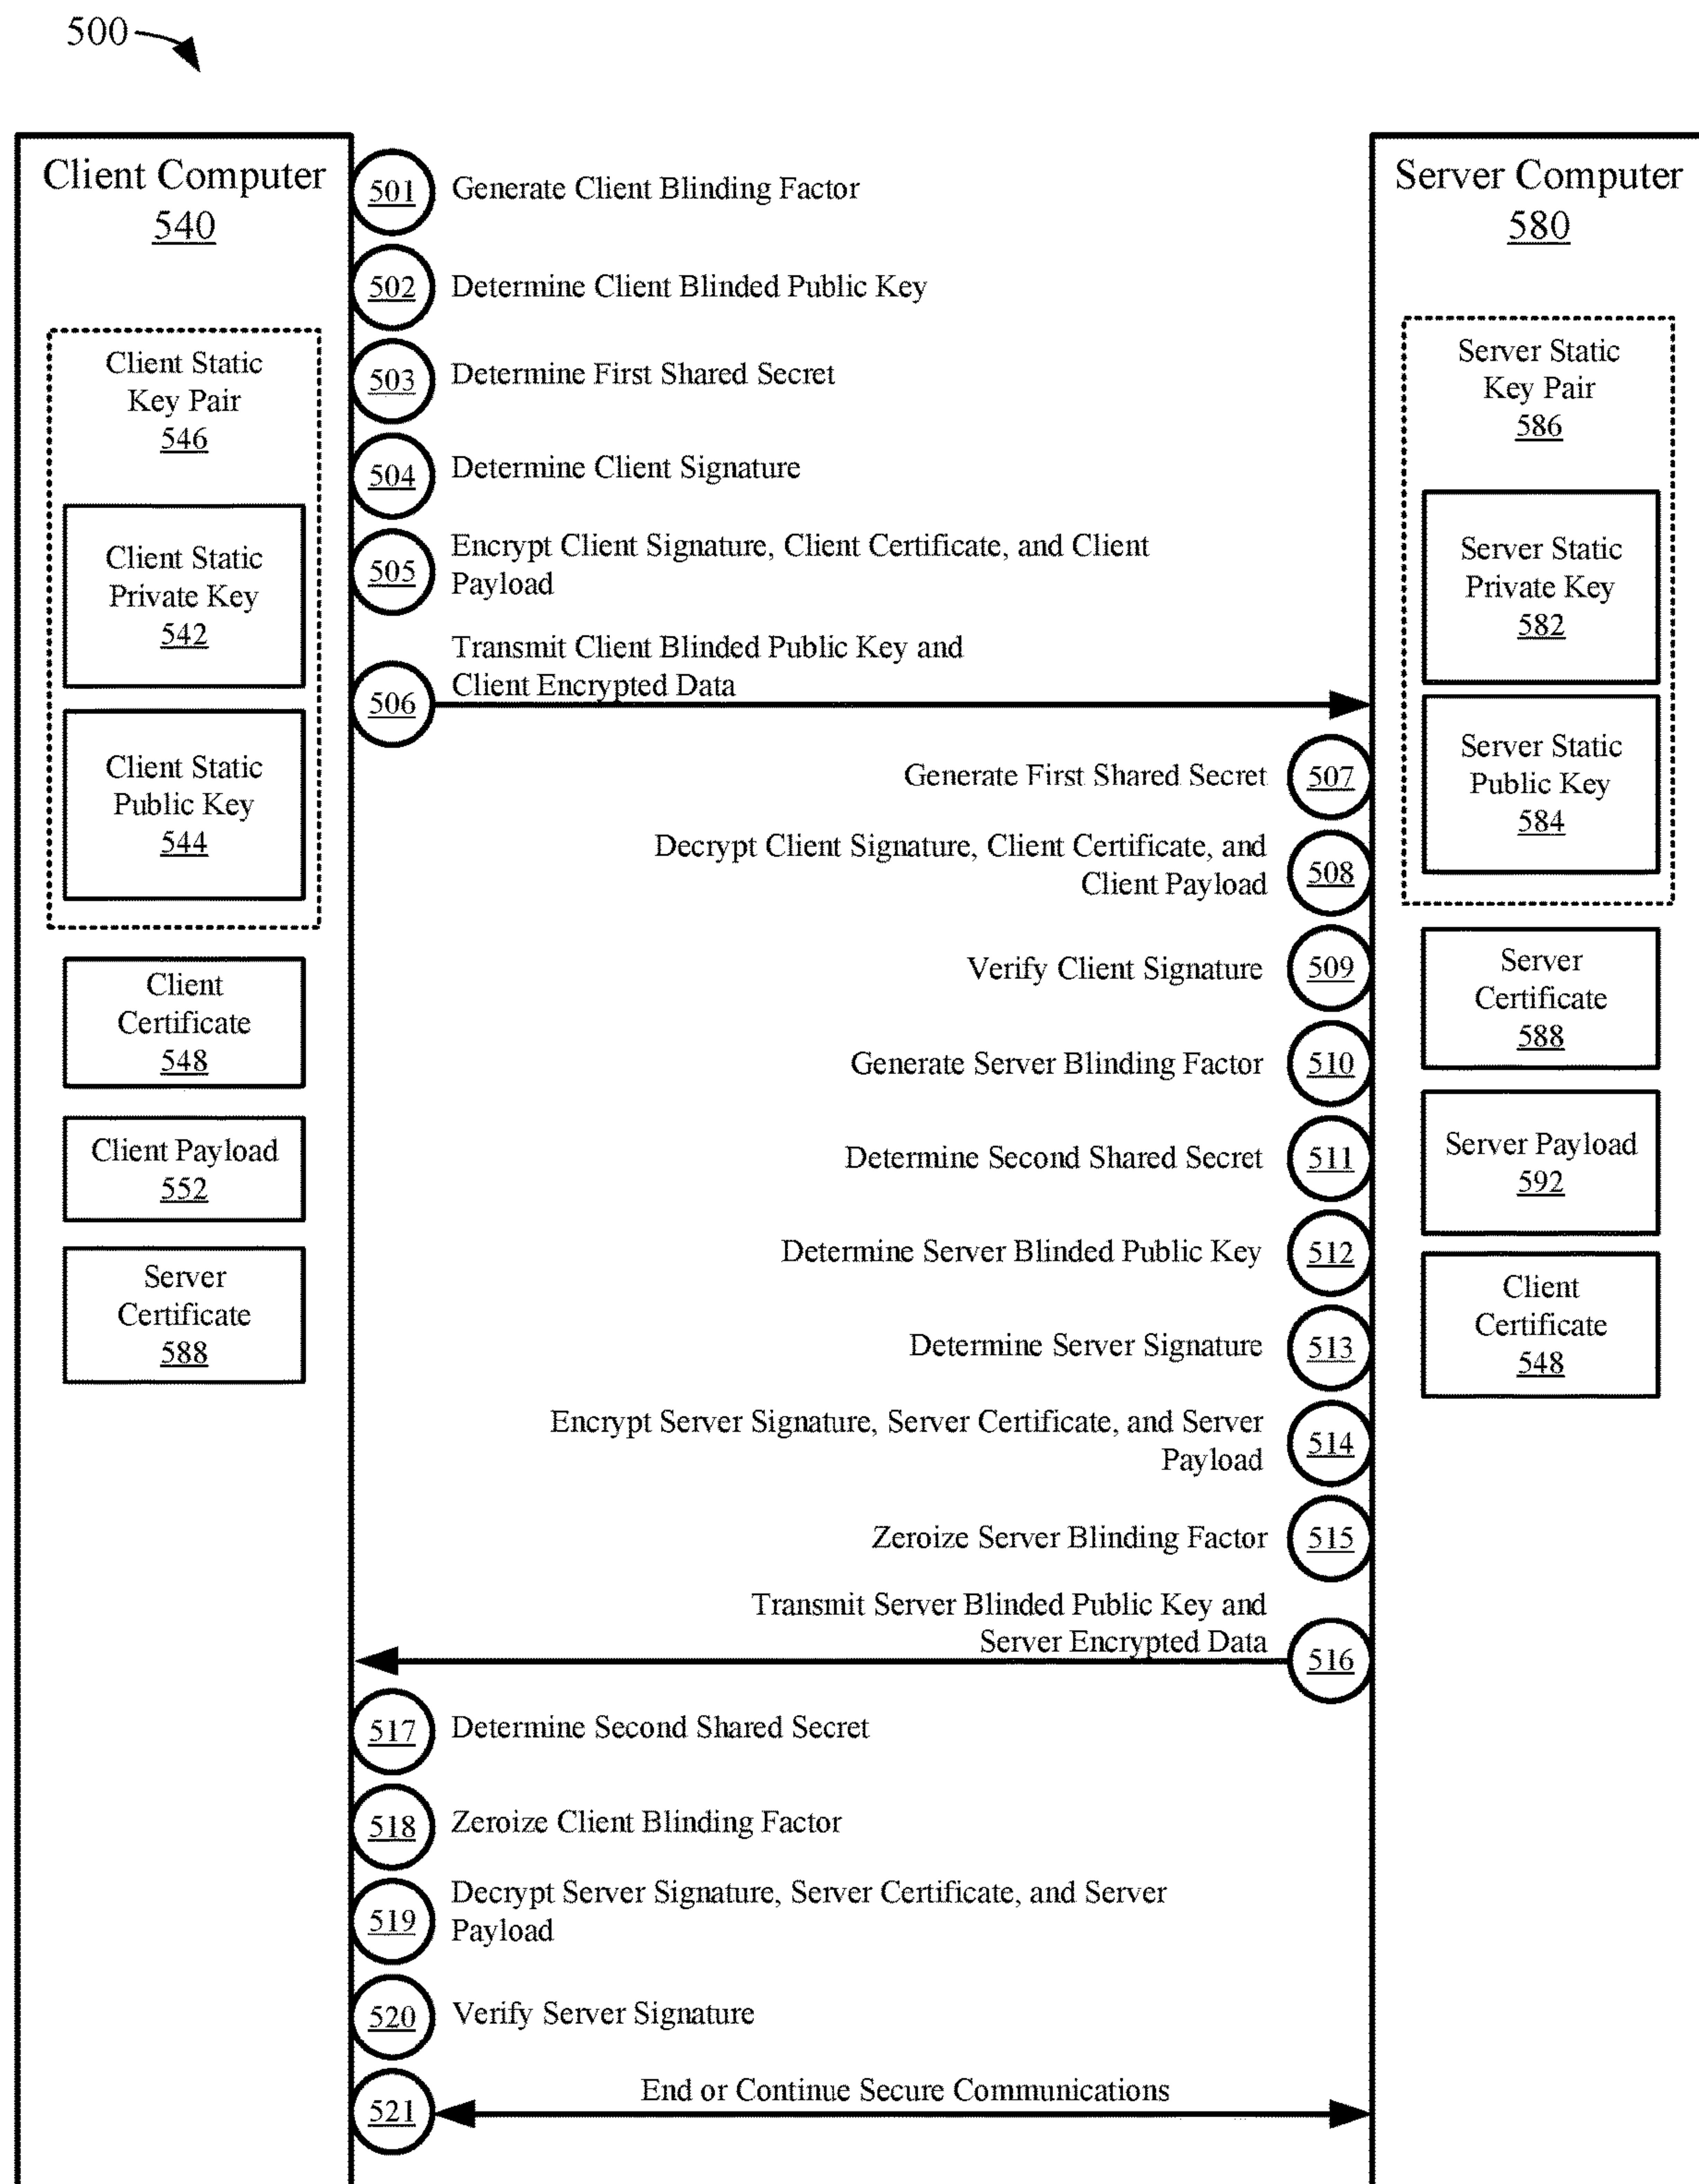 500
Client Computer
540
Client Static
Key Pair
546
Client Static
Private Key
542
Client Static
Public Key
544
Client
Certificate
548
Client Payload
552
Server
Certificate
588
501
Generate Client Blinding Factor
502
Determine Client Blinded Public Key
503
Determine First Shared Secret
504
Determine Client Signature
505
Encrypt Client Signature, Client Certificate, and Client
Payload
506
Transmit Client Blinded Public Key and
Client Encrypted Data
Generate First Shared Secret
507
Decrypt Client Signature, Client Certificate, and
Client Payload
508
Verify Client Signature
509
Generate Server Blinding Factor
510
Determine Second Shared Secret
511
Determine Server Blinded Public Key
512
Determine Server Signature
513
Encrypt Server Signature, Server Certificate, and Server
Payload
514
Zeroize Server Blinding Factor
515
Transmit Server Blinded Public Key and
Server Encrypted Data
516
517
Determine Second Shared Secret
518
Zeroize Client Blinding Factor
519
Decrypt Server Signature, Server Certificate, and Server
Payload
520
Verify Server Signature
521
End or Continue Secure Communications
Server Computer
580
Server Static
Key Pair
586
Server Static
Private Key
582
Server Static
Public Key
584
Server
Certificate
588
Server Payload
592
Client
Certificate
548